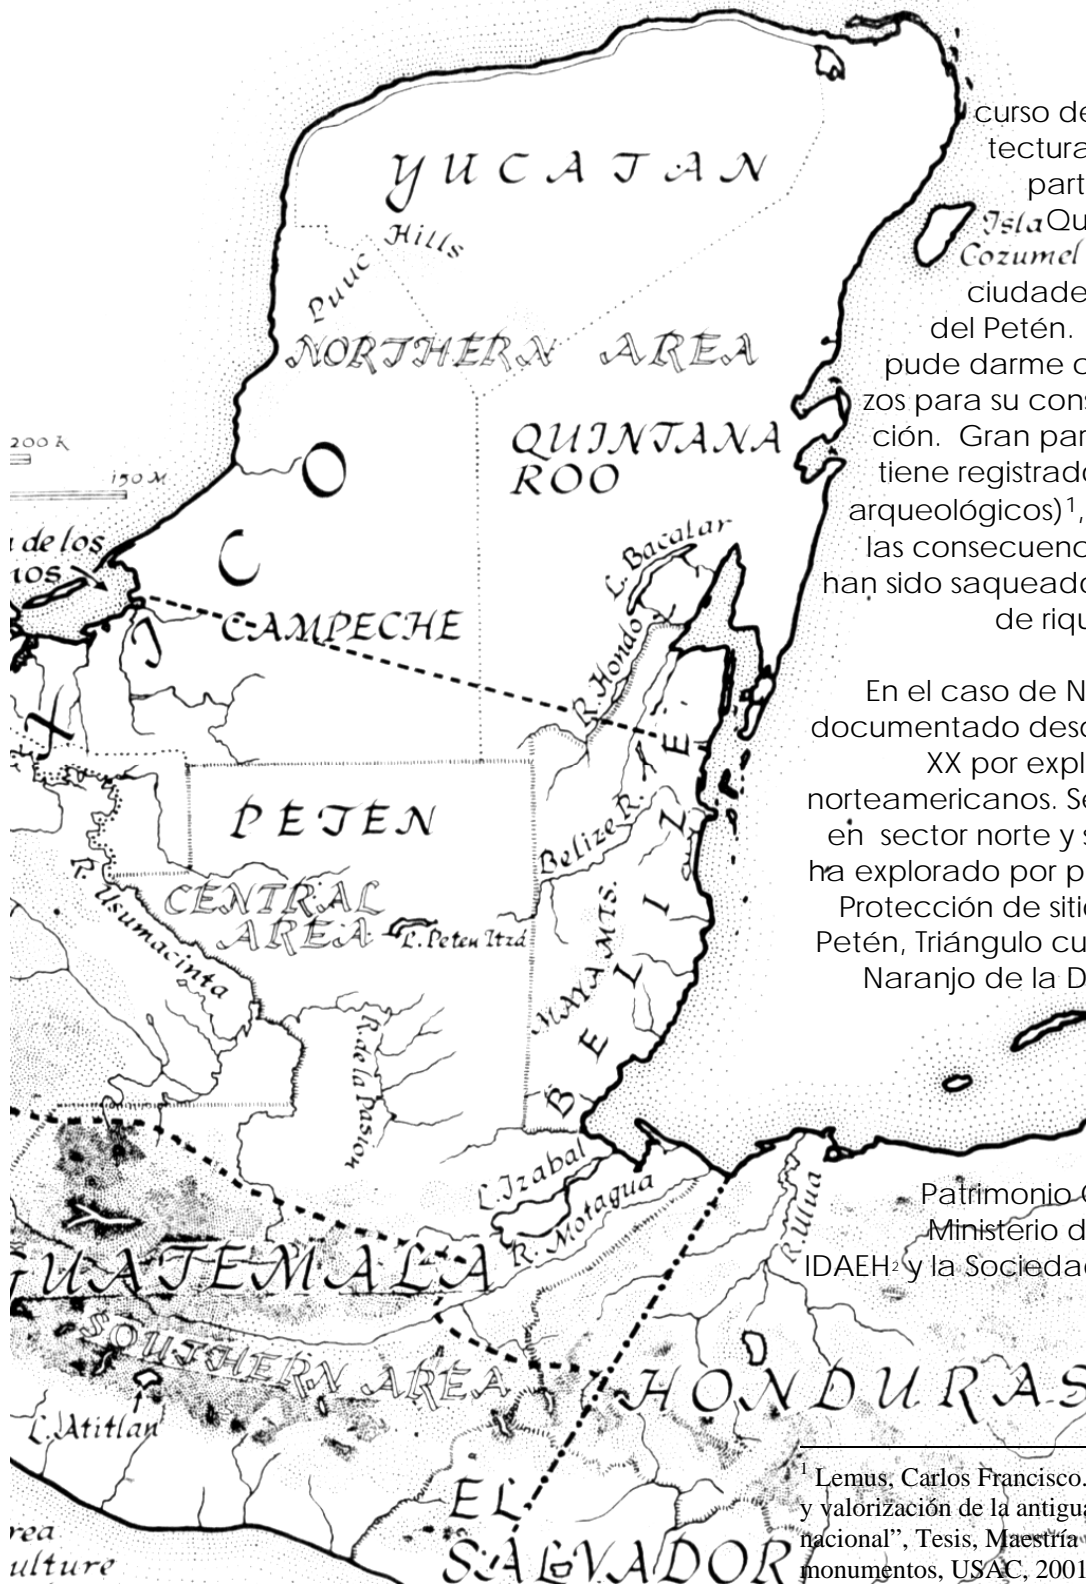 YUCATAN
Puuc Hills
NORTHERN AREA
QUINTANA
ROO
200 K
150 M.
de los
C O
CAMPECHE
L. Bacalar
R. Hondo
PETEN
Belize R.
BELIZE
CENTRAL
AREA
L. Peten Itzá
R. Usumacinta
MAYA MTS.
R. de la Pasion
L. Izabal
R. Motagua
R. Ulua
GUATEMALA
SOUTHERN AREA
L. Atitlan
HONDURAS
EL
SALVADOR
Isla
Cozumel
curso de
tectura
part
Qu
ciudade
del Petén.
pude darme c
zos para su cons
ción. Gran par
tiene registrado
arqueológicos)¹,
las consecuenc
han sido saqueado
de riqu
En el caso de N
documentado desd
XX por expl
norteamericanos. Se
en sector norte y s
ha explorado por p
Protección de sitio
Petén, Triángulo cu
Naranjo de la D
Patrimonio
Ministerio d
IDAEH² y la Sociedad
¹ Lemus, Carlos Francisco.
y valorización de la antigua
nacional”, Tesis, Maestría
monumentos, USAC, 2001